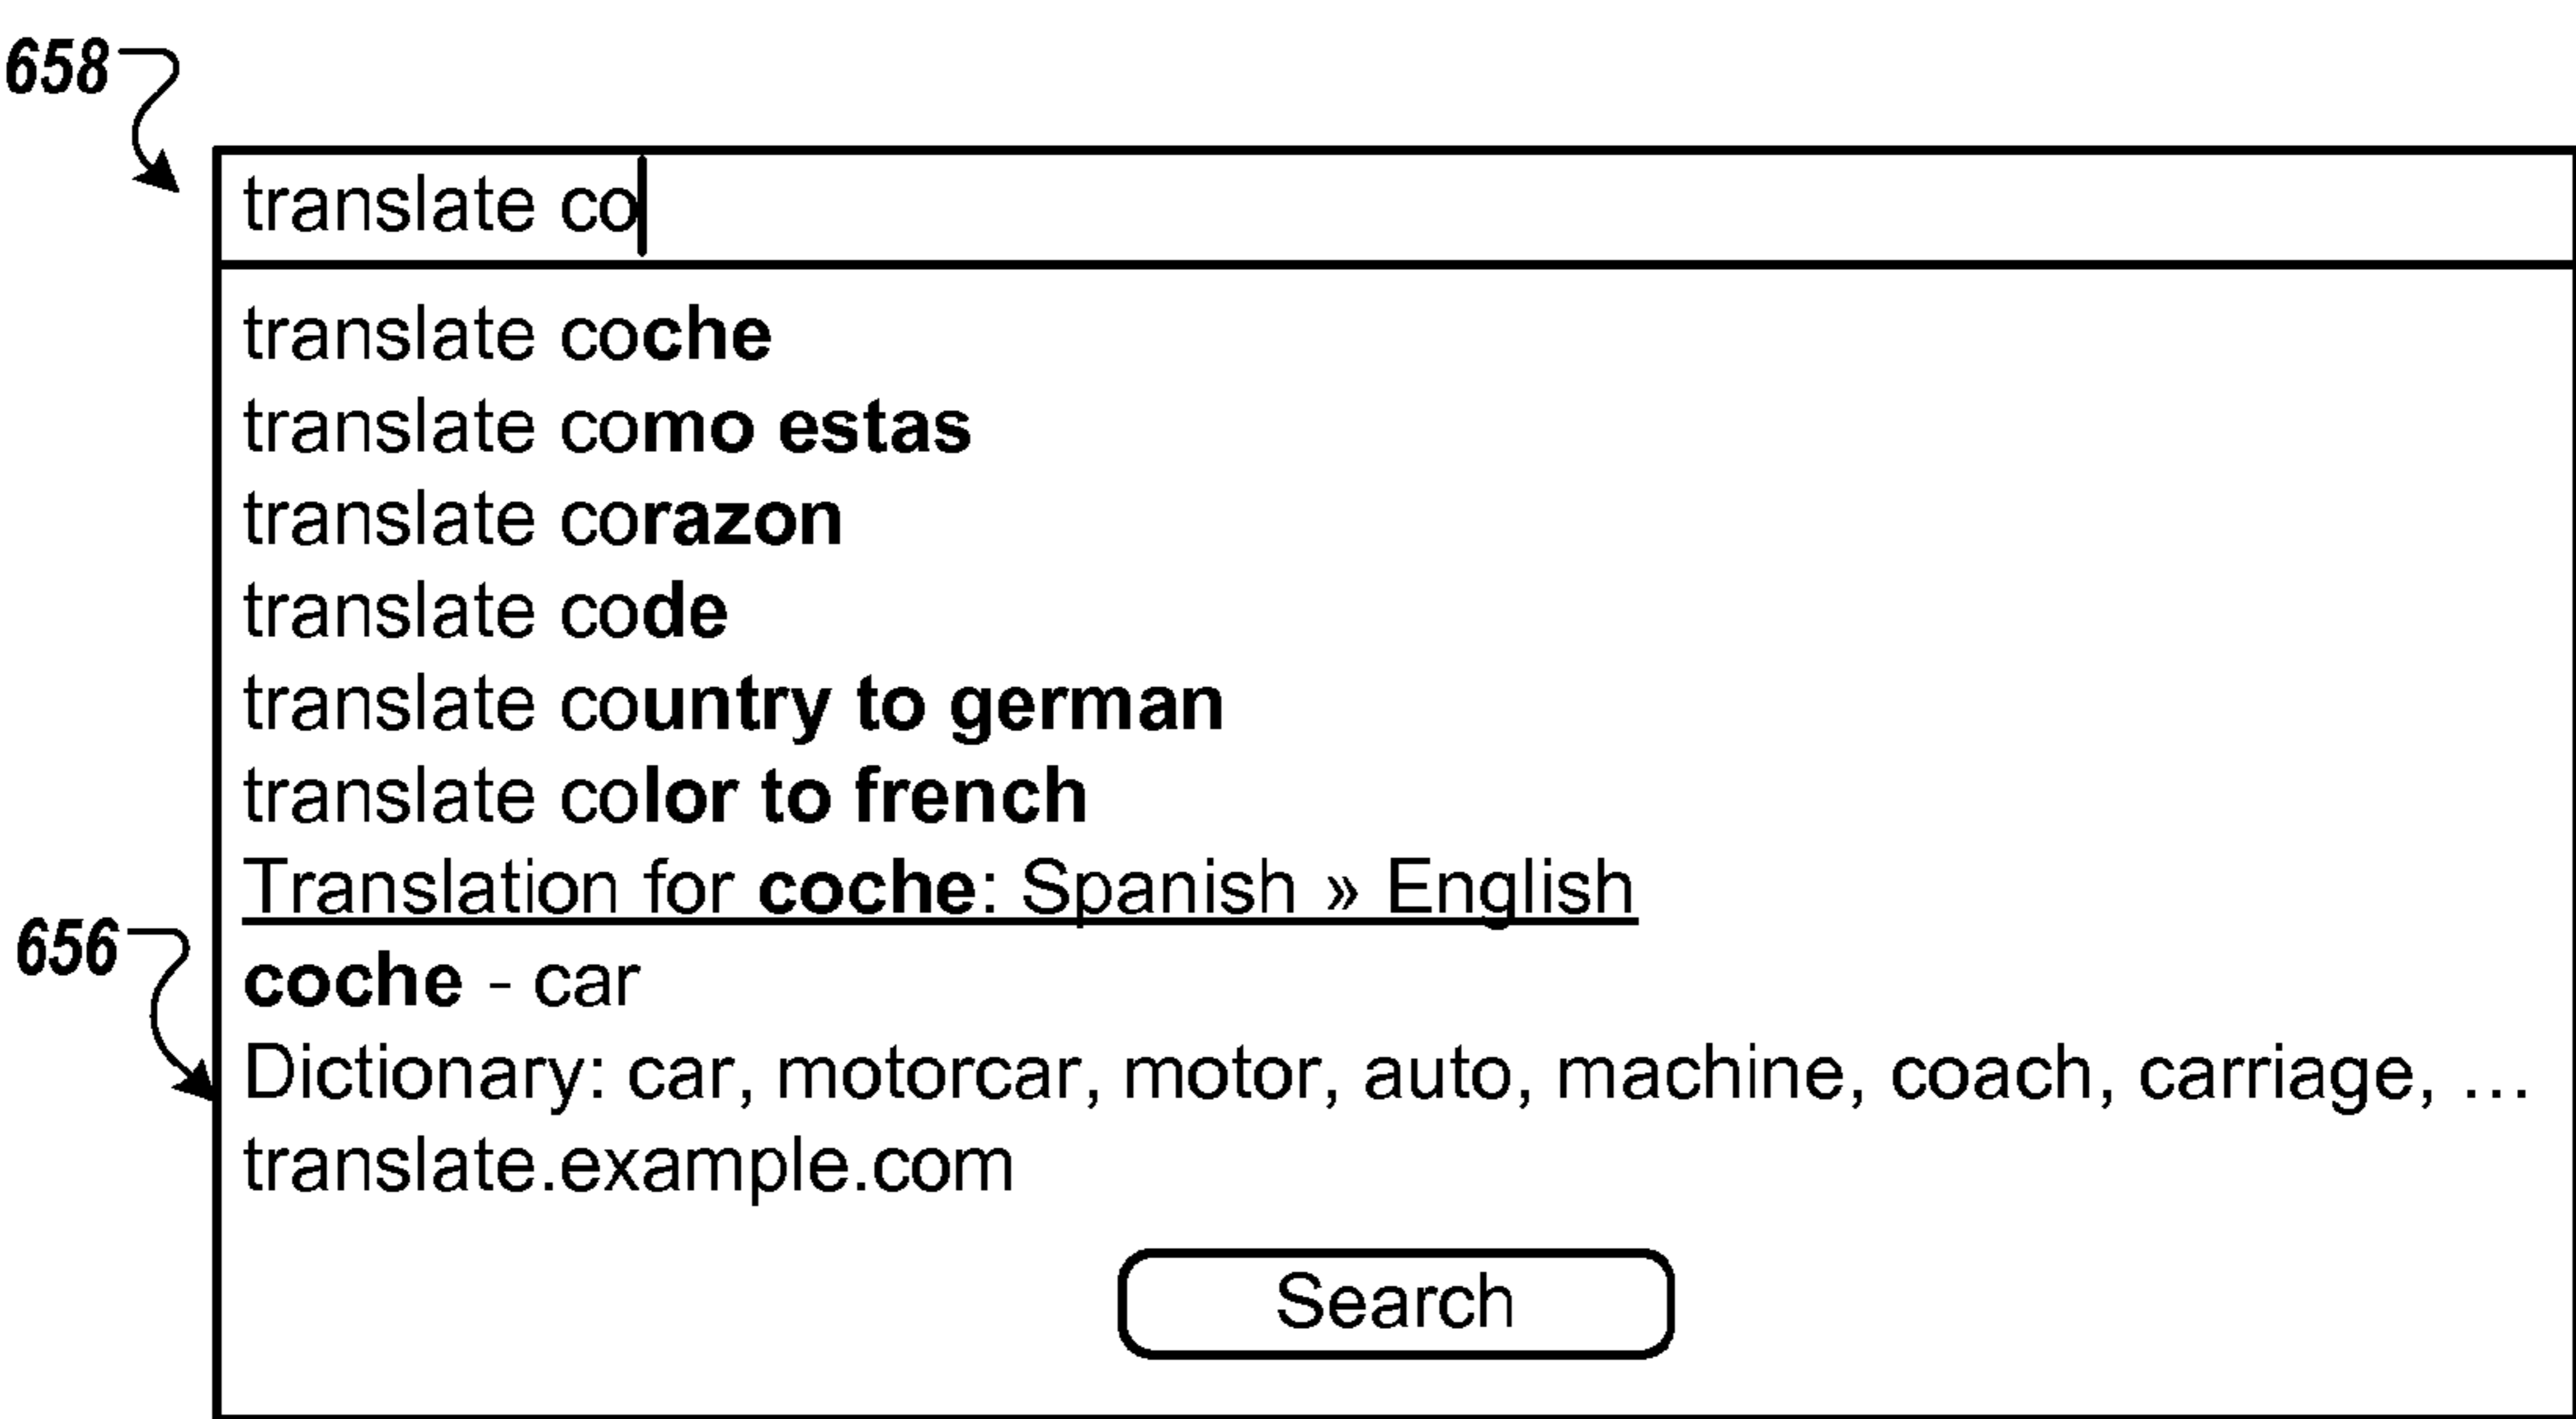 658
translate co
translate coche
translate como estas
translate corazon
translate code
translate country to german
translate color to french
Translation for coche: Spanish » English
656
coche - car
Dictionary: car, motorcar, motor, auto, machine, coach, carriage, ...
translate.example.com
Search